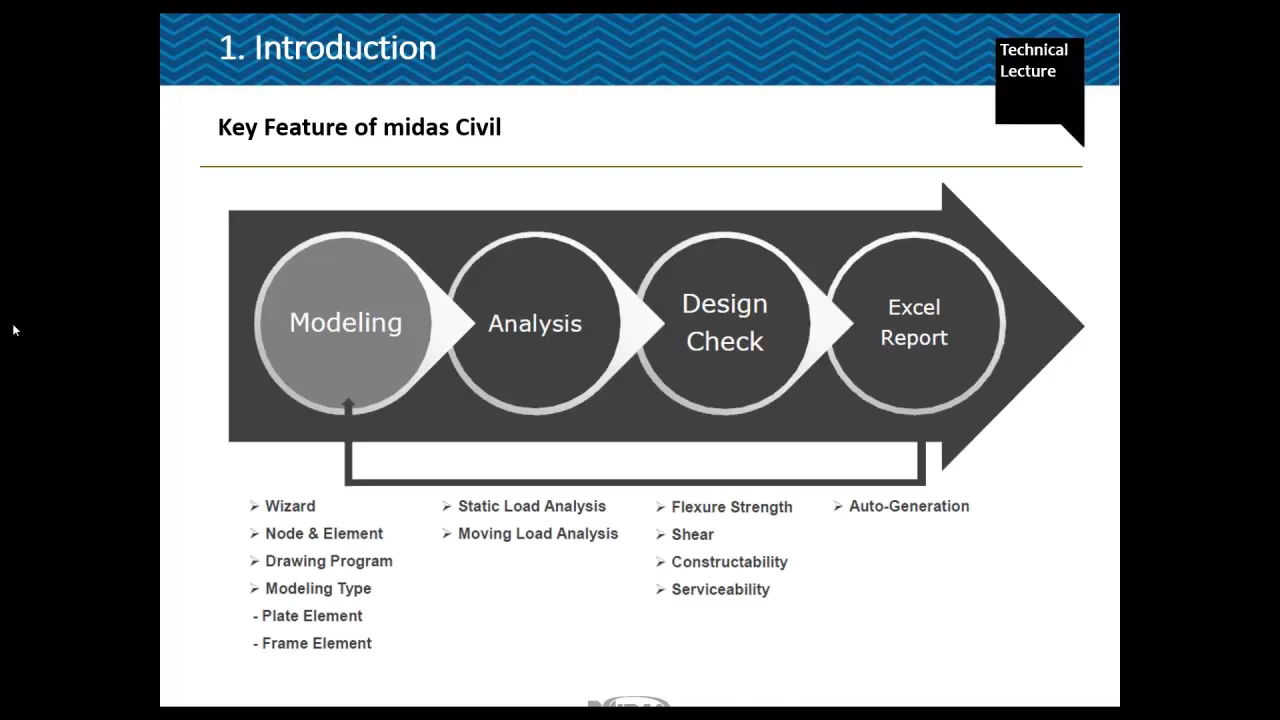 1. Introduction
Technical
Lecture
Key Feature of midas Civil
Modeling
Analysis
Design
Check
Excel
Report
➢ Wizard
➢ Node & Element
➢ Drawing Program
➢ Modeling Type
- Plate Element
- Frame Element
➢ Static Load Analysis
➢ Moving Load Analysis
➢ Flexure Strength
➢ Shear
➢ Constructability
➢ Serviceability
➢ Auto-Generation